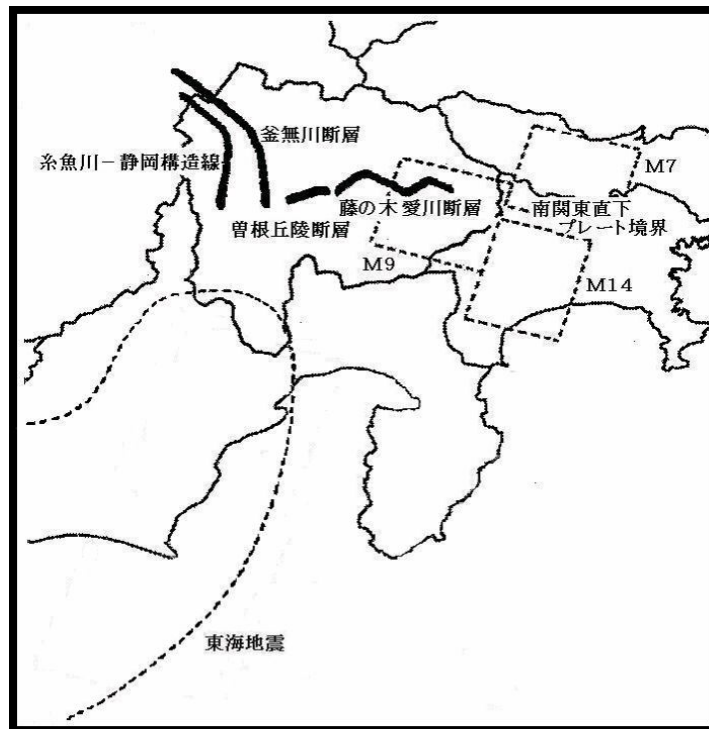 釜無川断層
糸魚川－静岡構造線
M7
藤の木愛川断層
南関東直下
プレート境界
曽根丘陵断層
M9
M14
東海地震